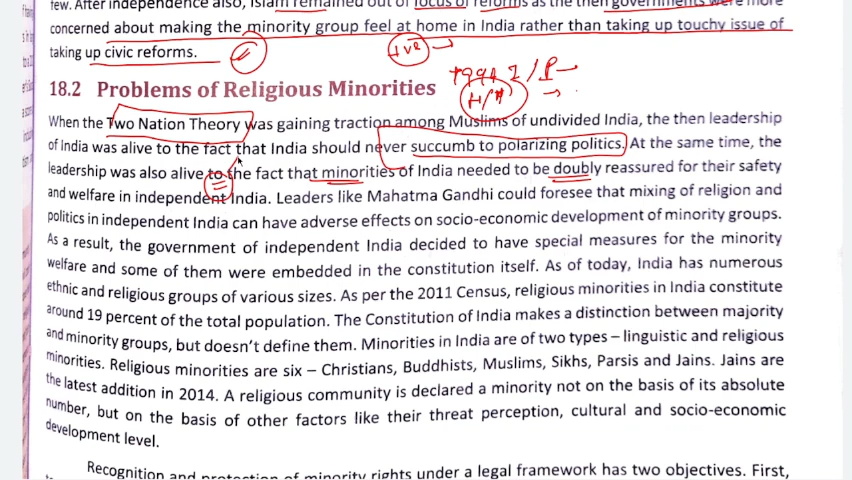 few. After independence also, Islam remained out of focus of reforms as the then governments were more
concerned about making the minority group feel at home in India rather than taking up touchy issue of
taking up civic reforms.
+ve →
18.2 Problems of Religious Minorities
I / P →
H/M
When the Two Nation Theory was gaining traction among Muslims of undivided India, the then leadership
of India was alive to the fact that India should never succumb to polarizing politics. At the same time, the
leadership was also alive to the fact that minorities of India needed to be doubly reassured for their safety
and welfare in independent India. Leaders like Mahatma Gandhi could foresee that mixing of religion and
politics in independent India can have adverse effects on socio-economic development of minority groups.
As a result, the government of independent India decided to have special measures for the minority
welfare and some of them were embedded in the constitution itself. As of today, India has numerous
ethnic and religious groups of various sizes. As per the 2011 Census, religious minorities in India constitute
around 19 percent of the total population. The Constitution of India makes a distinction between majority
and minority groups, but doesn't define them. Minorities in India are of two types – linguistic and religious
minorities. Religious minorities are six – Christians, Buddhists, Muslims, Sikhs, Parsis and Jains. Jains are
the latest addition in 2014. A religious community is declared a minority not on the basis of its absolute
number, but on the basis of other factors like their threat perception, cultural and socio-economic
development level.
Recognition and protection of minority rights under a legal framework has two objectives. First,